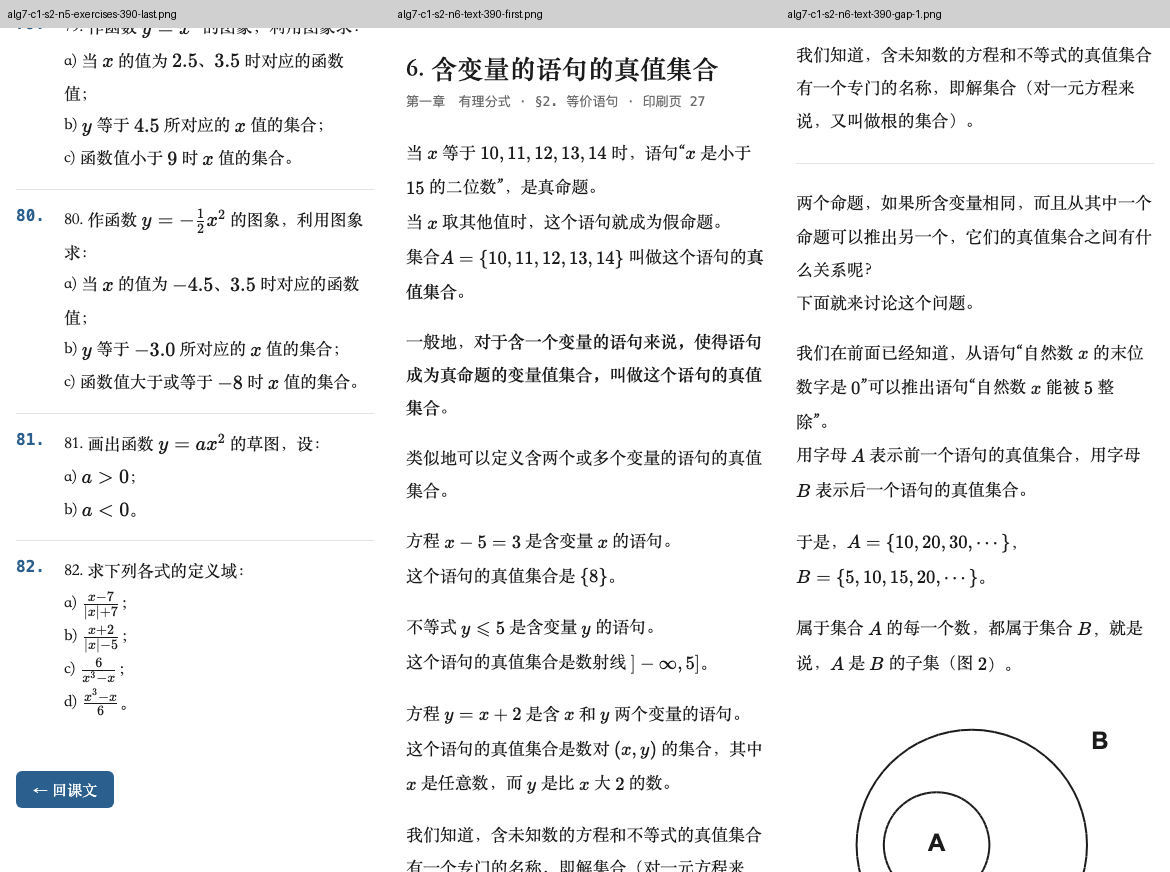 alg7-c1-s2-n5-exercises-390-last.png
a) 当 x 的值为 2.5、3.5 时对应的函数
值；
b) y 等于 4.5 所对应的 x 值的集合；
c) 函数值小于 9 时 x 值的集合。
80. 80. 作函数 y = −1/2 x² 的图象，利用图象
求：
a) 当 x 的值为 −4.5、3.5 时对应的函数
值；
b) y 等于 −3.0 所对应的 x 值的集合；
c) 函数值大于或等于 −8 时 x 值的集合。
81. 81. 画出函数 y = ax² 的草图，设：
a) a > 0；
b) a < 0。
82. 82. 求下列各式的定义域：
a) (x−7)/(|x|+7)；
b) (x+2)/(|x|−5)；
c) 6/(x³−x)；
d) (x³−x)/6。
← 回课文
alg7-c1-s2-n6-text-390-first.png
6. 含变量的语句的真值集合
第一章 有理分式 · §2. 等价语句 · 印刷页 27
当 x 等于 10, 11, 12, 13, 14 时，语句“x 是小于
15 的二位数”，是真命题。
当 x 取其他值时，这个语句就成为假命题。
集合A = {10, 11, 12, 13, 14} 叫做这个语句的真
值集合。
一般地，对于含一个变量的语句来说，使得语句
成为真命题的变量值集合，叫做这个语句的真值
集合。
类似地可以定义含两个或多个变量的语句的真值
集合。
方程 x − 5 = 3 是含变量 x 的语句。
这个语句的真值集合是 {8}。
不等式 y ⩽ 5 是含变量 y 的语句。
这个语句的真值集合是数射线 ] − ∞, 5]。
方程 y = x + 2 是含 x 和 y 两个变量的语句。
这个语句的真值集合是数对 (x, y) 的集合，其中
x 是任意数，而 y 是比 x 大 2 的数。
我们知道，含未知数的方程和不等式的真值集合
有一个专门的名称，即解集合（对一元方程来
alg7-c1-s2-n6-text-390-gap-1.png
我们知道，含未知数的方程和不等式的真值集合
有一个专门的名称，即解集合（对一元方程来
说，又叫做根的集合）。
两个命题，如果所含变量相同，而且从其中一个
命题可以推出另一个，它们的真值集合之间有什
么关系呢？
下面就来讨论这个问题。
我们在前面已经知道，从语句“自然数 x 的末位
数字是 0”可以推出语句“自然数 x 能被 5 整
除”。
用字母 A 表示前一个语句的真值集合，用字母
B 表示后一个语句的真值集合。
于是，A = {10, 20, 30, ⋯ }，
B = {5, 10, 15, 20, ⋯ }。
属于集合 A 的每一个数，都属于集合 B，就是
说，A 是 B 的子集（图 2）。
B
A